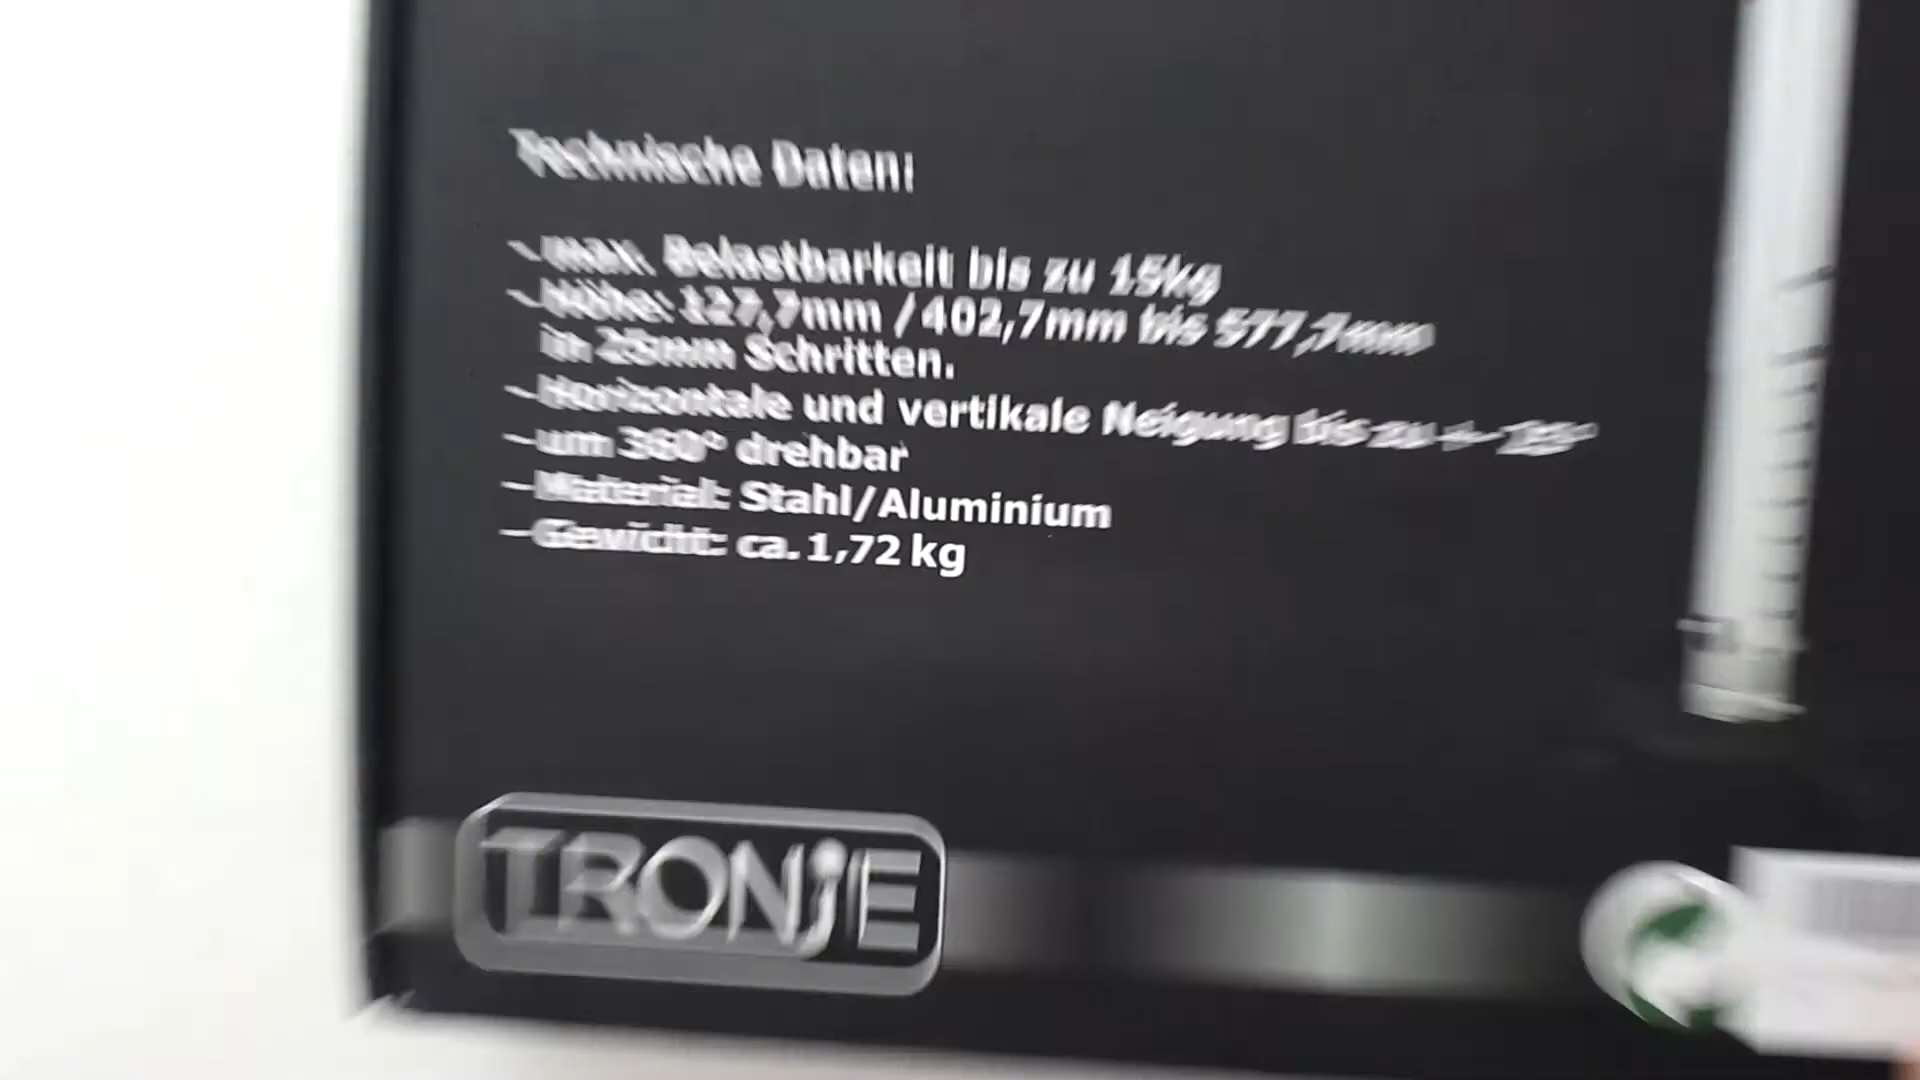 Technische Daten:
- max. Belastbarkeit bis zu 15kg
- Höhe: 127,7mm / 402,7mm bis 577,7mm
in 25mm Schritten.
- Horizontale und vertikale Neigung bis zu +-
- um 360° drehbar
- Material: Stahl/Aluminium
- Gewicht: ca. 1,72 kg
TRONjE